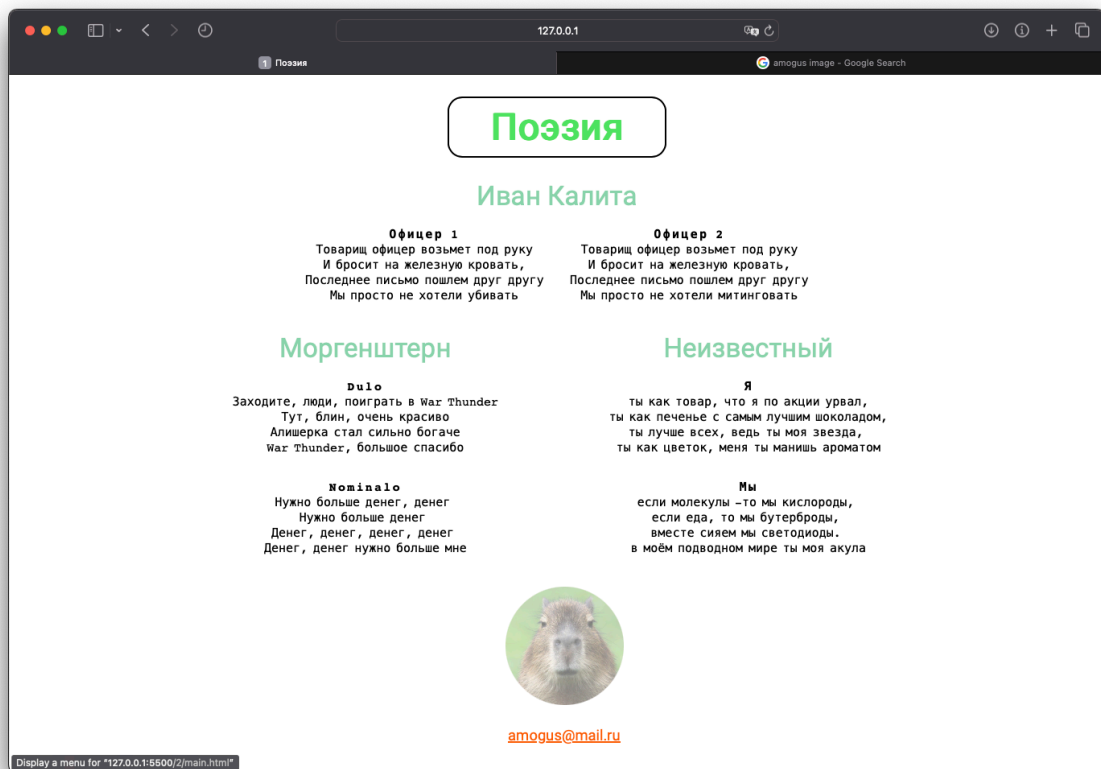 127.0.0.1
1 Поэзия
amogus image - Google Search
Поэзия
Иван Калита
Офицер 1
Товарищ офицер возьмет под руку
И бросит на железную кровать,
Последнее письмо пошлем друг другу
Мы просто не хотели убивать
Офицер 2
Товарищ офицер возьмет под руку
И бросит на железную кровать,
Последнее письмо пошлем друг другу
Мы просто не хотели митинговать
Моргенштерн
Dulo
Заходите, люди, поиграть в War Thunder
Тут, блин, очень красиво
Алишерка стал сильно богаче
War Thunder, большое спасибо
Nominalo
Нужно больше денег, денег
Нужно больше денег
Денег, денег, денег, денег
Денег, денег нужно больше мне
Неизвестный
Я
ты как товар, что я по акции урвал,
ты как печенье с самым лучшим шоколадом,
ты лучше всех, ведь ты моя звезда,
ты как цветок, меня ты манишь ароматом
Мы
если молекулы –то мы кислороды,
если еда, то мы бутерброды,
вместе сияем мы светодиоды.
в моём подводном мире ты моя акула
amogus@mail.ru
Display a menu for "127.0.0.1:5500/2/main.html"